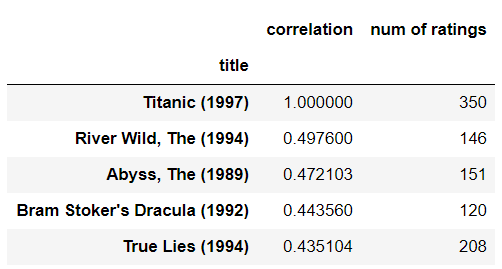 correlation num of ratings
title
Titanic (1997) 1.000000 350
River Wild, The (1994) 0.497600 146
Abyss, The (1989) 0.472103 151
Bram Stoker's Dracula (1992) 0.443560 120
True Lies (1994) 0.435104 208